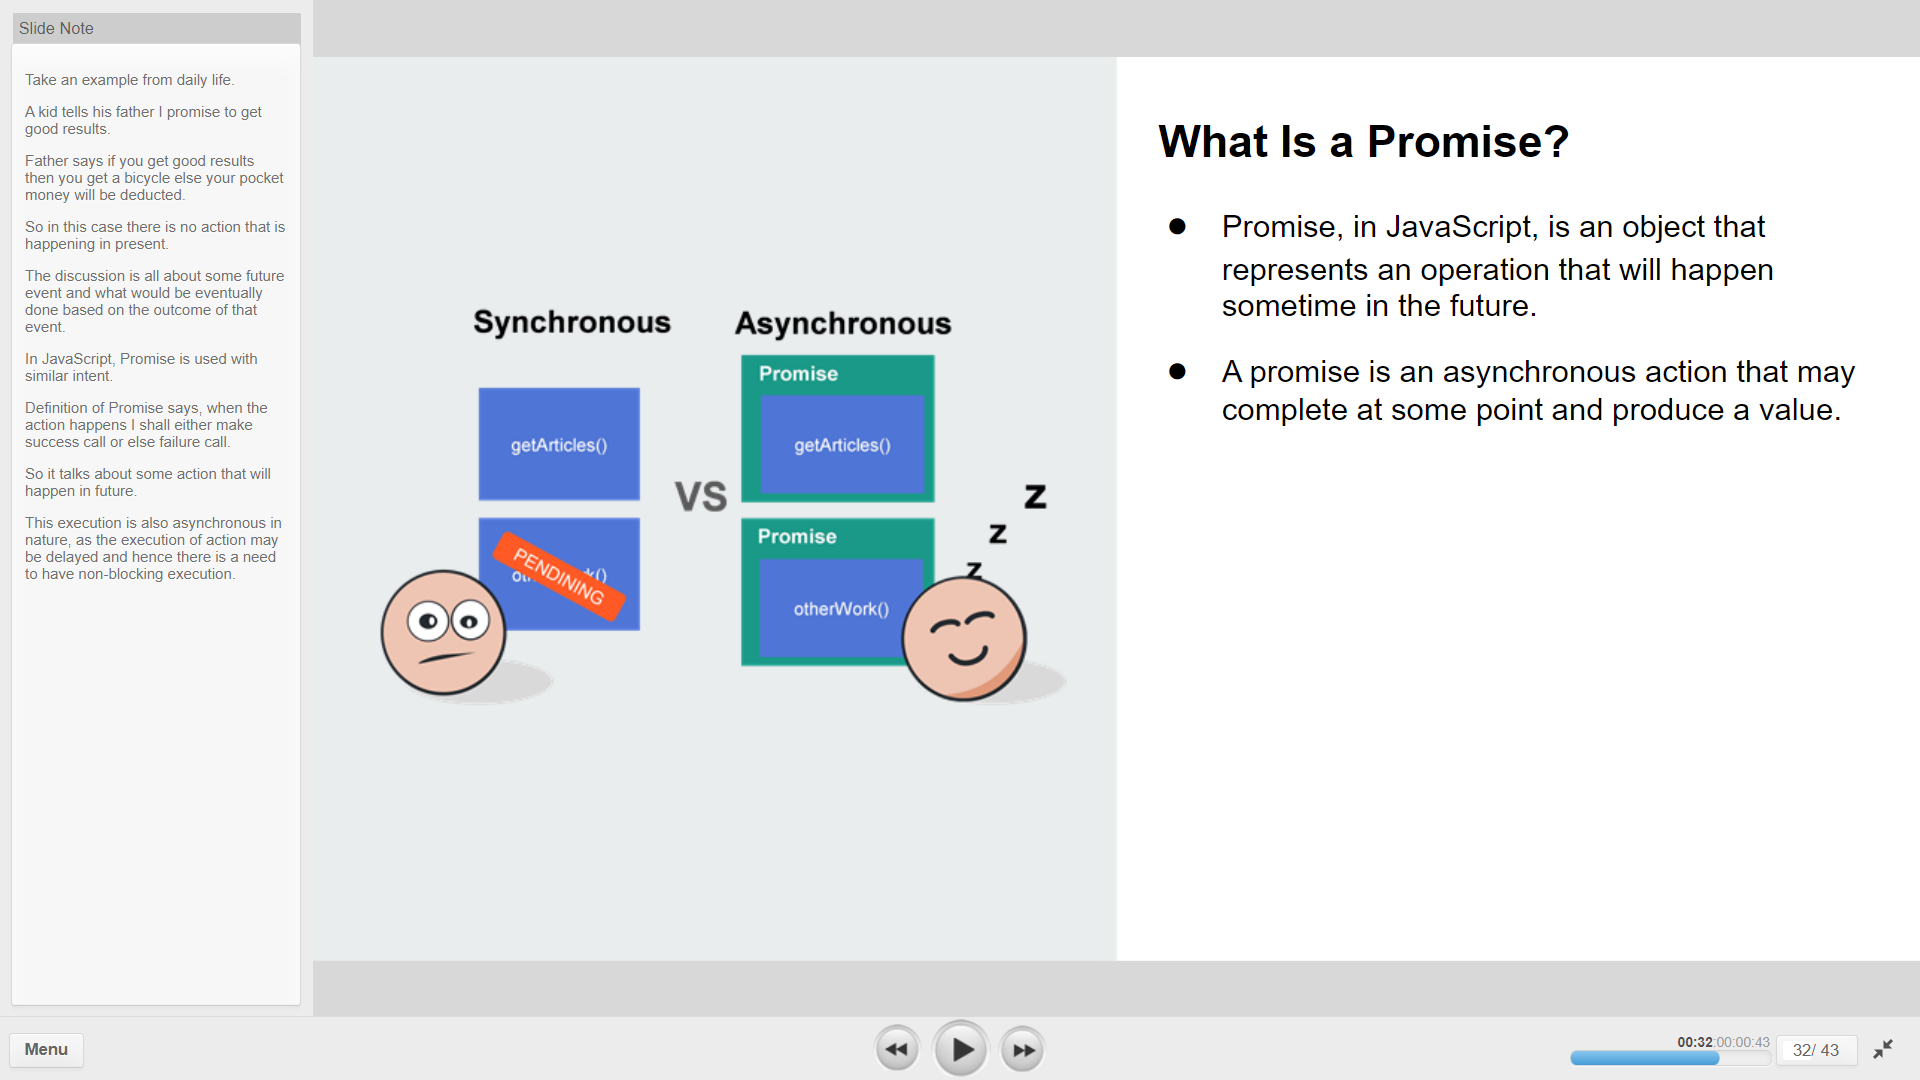 Slide Note
Take an example from daily life.
A kid tells his father I promise to get
good results.
Father says if you get good results
then you get a bicycle else your pocket
money will be deducted.
So in this case there is no action that is
happening in present.
The discussion is all about some future
event and what would be eventually
done based on the outcome of that
event.
In JavaScript, Promise is used with
similar intent.
Definition of Promise says, when the
action happens I shall either make
success call or else failure call.
So it talks about some action that will
happen in future.
This execution is also asynchronous in
nature, as the execution of action may
be delayed and hence there is a need
to have non-blocking execution.
Synchronous
getArticles()
PENDINING
VS
Asynchronous
Promise
getArticles()
Promise
otherWork()
z
z
z
What Is a Promise?
● Promise, in JavaScript, is an object that
represents an operation that will happen
sometime in the future.
● A promise is an asynchronous action that may
complete at some point and produce a value.
Menu
00:32:00:00:43
32/ 43